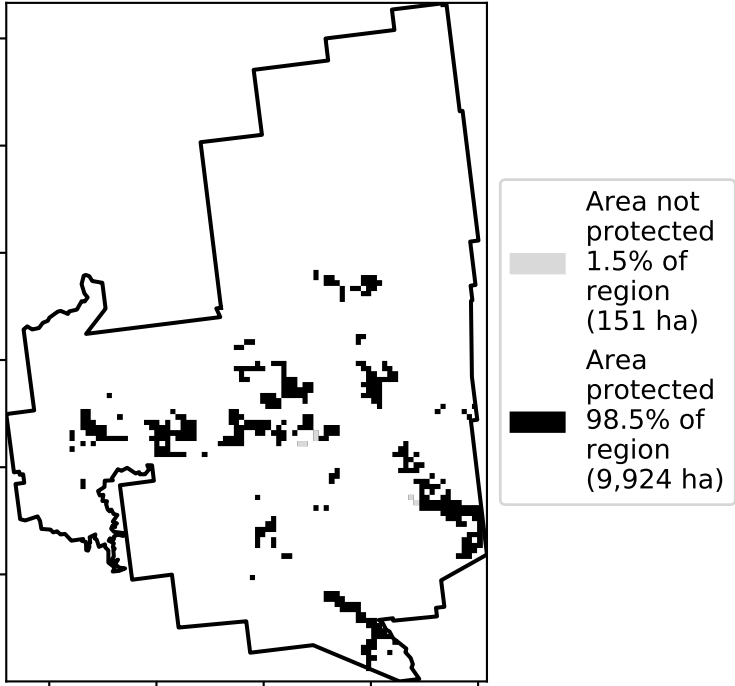 Area not
protected
1.5% of
region
(151 ha)
Area
protected
98.5% of
region
(9,924 ha)